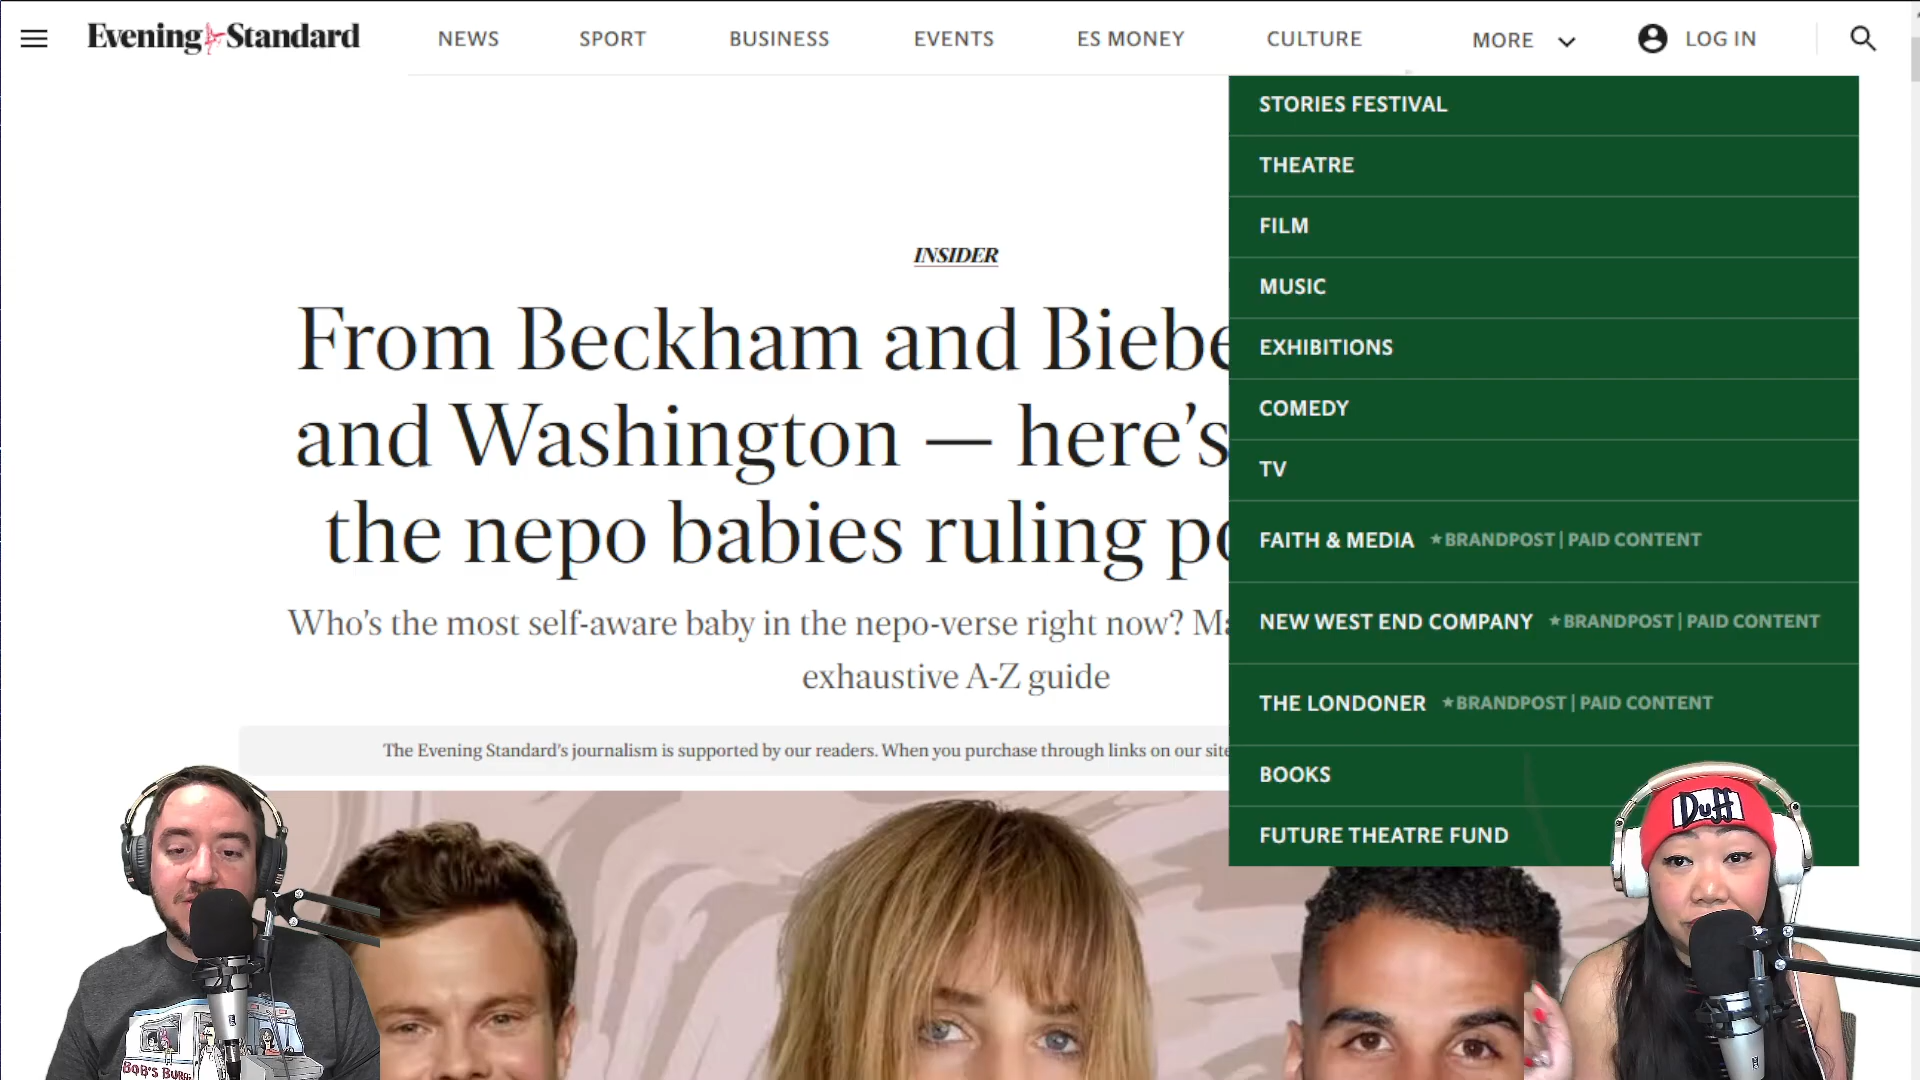 Evening Standard
NEWS
SPORT
BUSINESS
EVENTS
ES MONEY
CULTURE
MORE
LOG IN
STORIES FESTIVAL
THEATRE
FILM
MUSIC
EXHIBITIONS
COMEDY
TV
FAITH & MEDIA ★BRANDPOST | PAID CONTENT
NEW WEST END COMPANY ★BRANDPOST | PAID CONTENT
THE LONDONER ★BRANDPOST | PAID CONTENT
BOOKS
FUTURE THEATRE FUND
INSIDER
From Beckham and Biebe
and Washington — here's
the nepo babies ruling po
Who's the most self-aware baby in the nepo-verse right now? Ma
exhaustive A-Z guide
The Evening Standard's journalism is supported by our readers. When you purchase through links on our site
Duff
BOB'S BURG